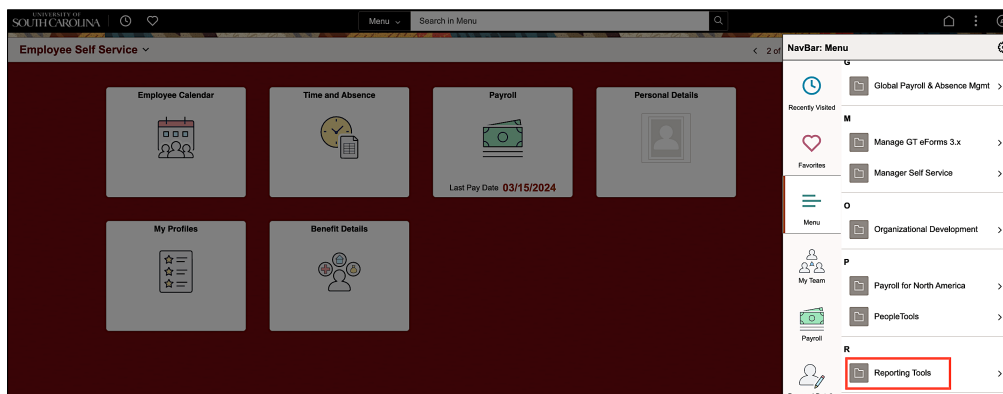 UNIVERSITY OF
SOUTH CAROLINA
Menu
Search in Menu
Employee Self Service
2 of
NavBar: Menu
Employee Calendar
Time and Absence
Payroll
Last Pay Date 03/15/2024
Personal Details
My Profiles
Benefit Details
Recently Visited
Favorites
Menu
My Team
Payroll
G
Global Payroll & Absence Mgmt
M
Manage GT eForms 3.x
Manager Self Service
O
Organizational Development
P
Payroll for North America
PeopleTools
R
Reporting Tools